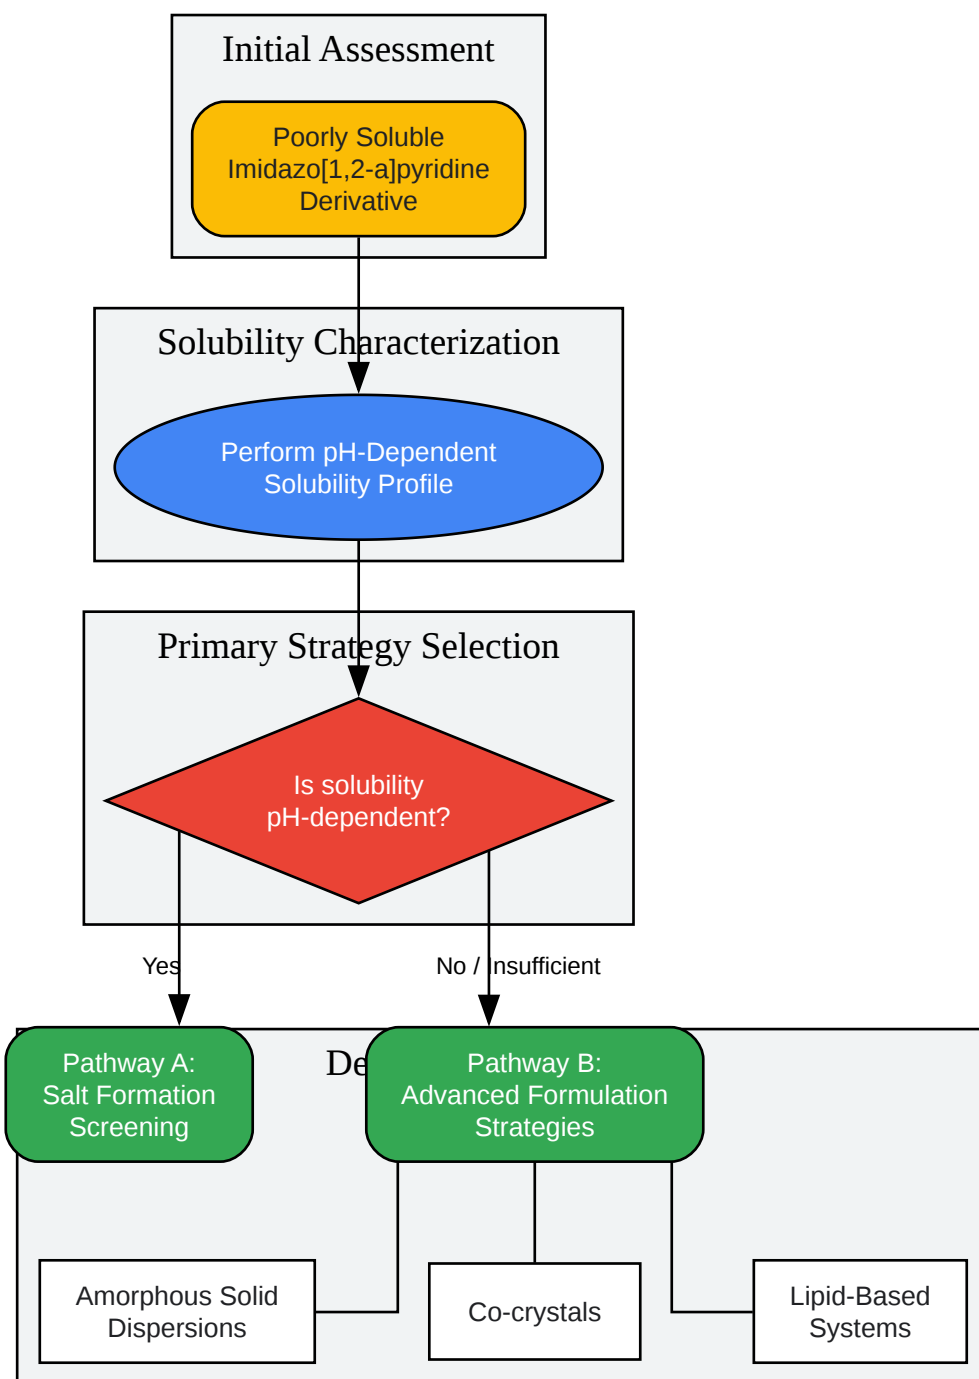 Initial Assessment
Poorly Soluble
Imidazo[1,2-a]pyridine
Derivative
Solubility Characterization
Perform pH-Dependent
Solubility Profile
Primary Strategy Selection
Is solubility
pH-dependent?
Yes
No / Insufficient
De
Pathway A:
Salt Formation
Screening
Pathway B:
Advanced Formulation
Strategies
Amorphous Solid
Dispersions
Co-crystals
Lipid-Based
Systems